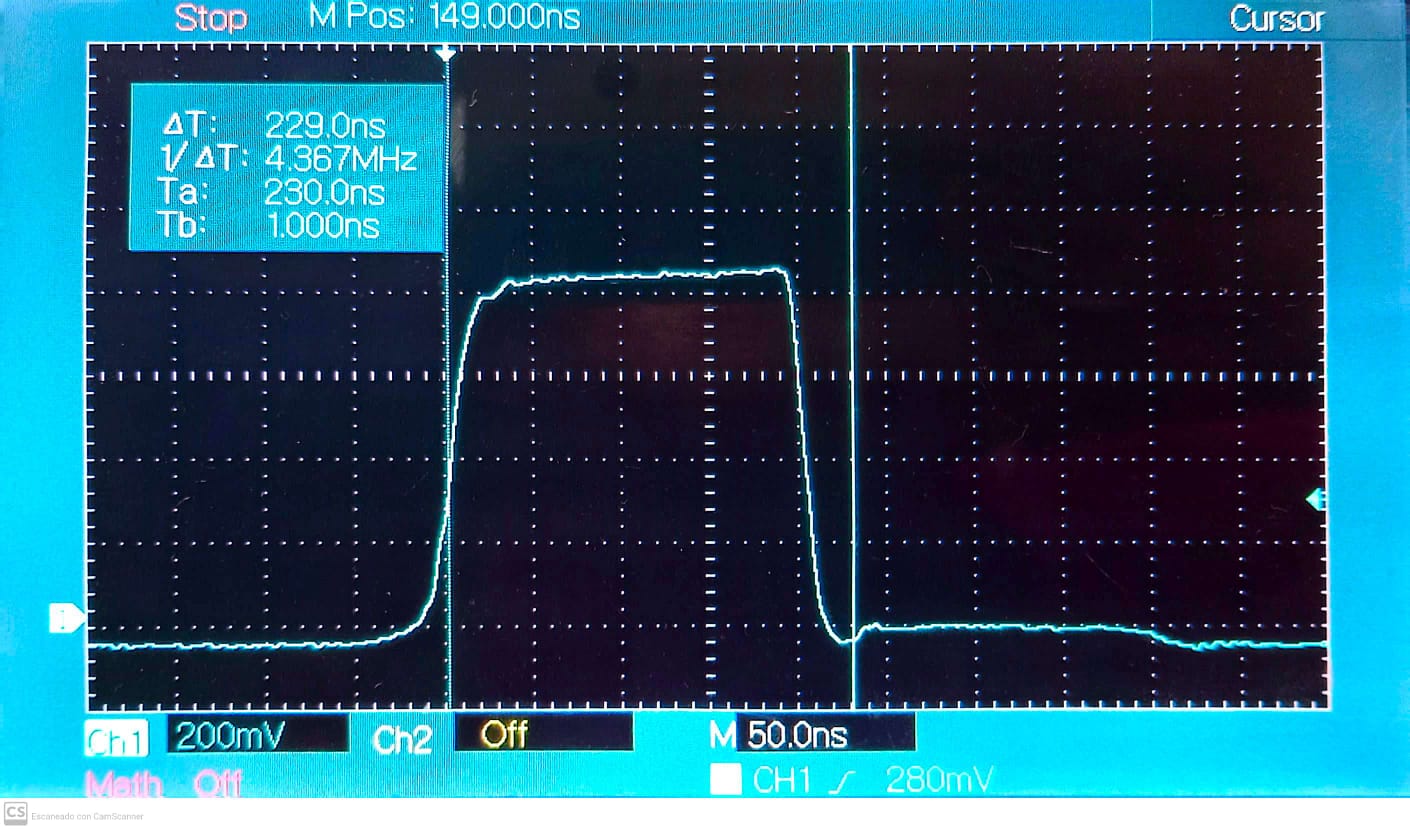 Stop M Pos: 149.000ns Cursor
ΔT: 229.0ns
1/ΔT: 4.367MHz
Ta: 230.0ns
Tb: 1.000ns
1
Ch1 200mV Ch2 Off M 50.0ns
Math Off CH1 280mV
CS Escaneado con CamScanner